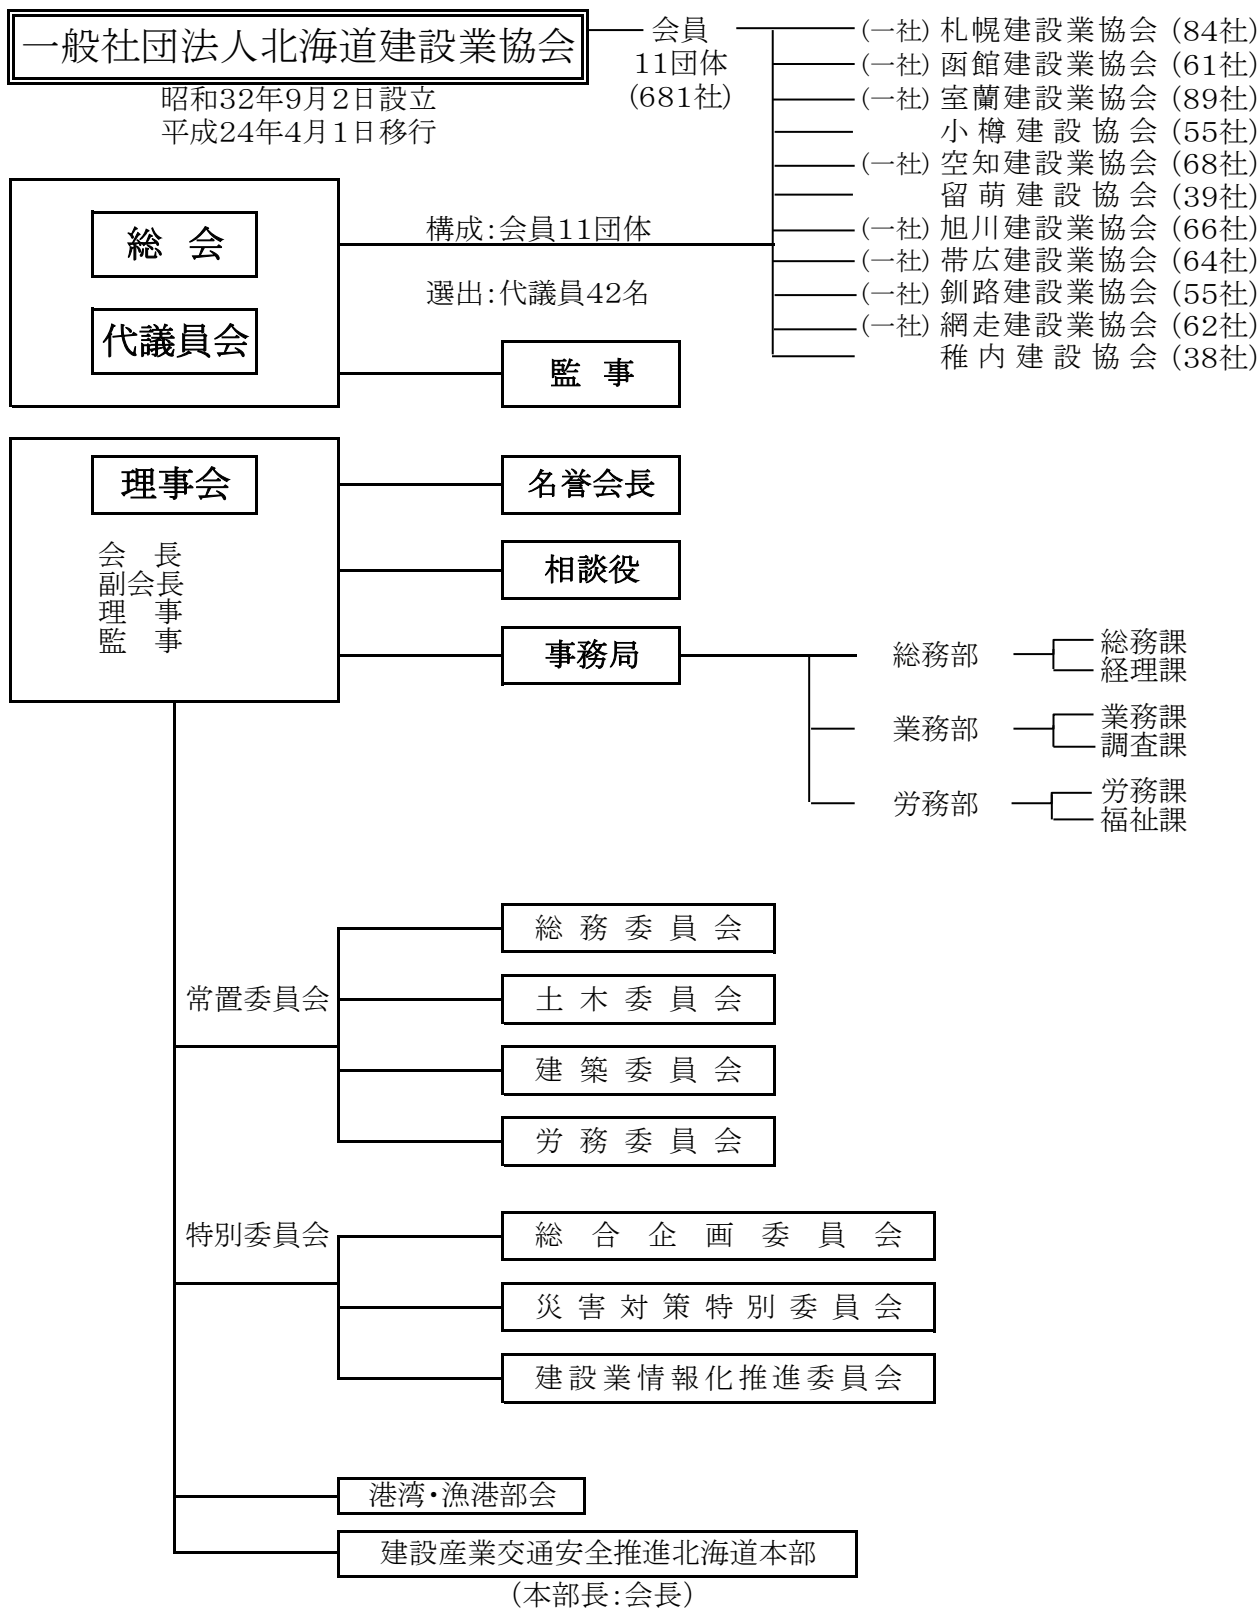 一般社団法人北海道建設業協会
昭和32年9月2日設立
平成24年4月1日移行
会員
11団体
(681社)
(一社) 札幌建設業協会 (84社)
(一社) 函館建設業協会 (61社)
(一社) 室蘭建設業協会 (89社)
小樽建設協会 (55社)
(一社) 空知建設業協会 (68社)
留萌建設協会 (39社)
(一社) 旭川建設業協会 (66社)
(一社) 帯広建設業協会 (64社)
(一社) 釧路建設業協会 (55社)
(一社) 網走建設業協会 (62社)
稚内建設協会 (38社)
総会
代議員会
構成:会員11団体
選出:代議員42名
監事
理事会
会長
副会長
理事
監事
名誉会長
相談役
事務局
総務部
総務課
経理課
業務部
業務課
調査課
労務部
労務課
福祉課
常置委員会
総務委員会
土木委員会
建築委員会
労務委員会
特別委員会
総合企画委員会
災害対策特別委員会
建設業情報化推進委員会
港湾・漁港部会
建設産業交通安全推進北海道本部
(本部長:会長)